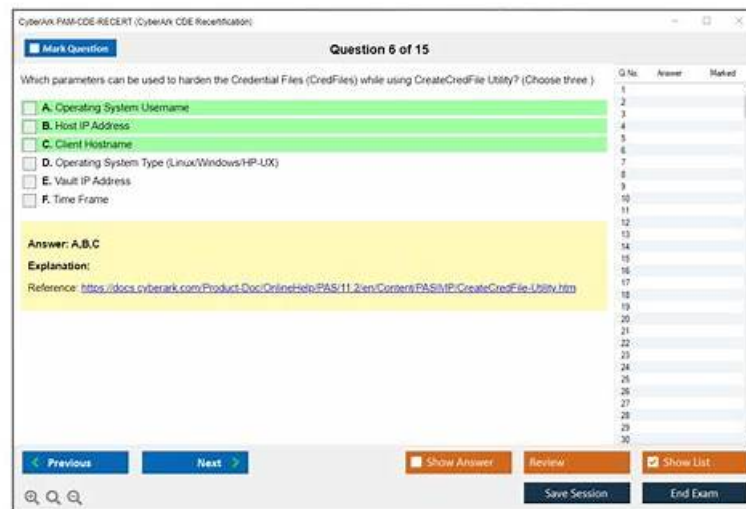 CyberArk PAM-CDE-RECERT (CyberArk CDE Recertification)
Mark Question
Question 6 of 15
Which parameters can be used to harden the Credential Files (CredFiles) while using CreateCredFile Utility? (Choose three.)
A. Operating System Username
B. Host IP Address
C. Client Hostname
D. Operating System Type (Linux/Windows/HP-UX)
E. Vault IP Address
F. Time Frame
Answer: A,B,C
Explanation:
Reference: https://docs.cyberark.com/Product-Doc/OnlineHelp/PAS/11.2/en/Content/PASIMP/CreateCredFile-Utility.htm
Q.No. Answer Marked
1
2
3
4
5
6
7
8
9
10
11
12
13
14
15
16
17
18
19
20
21
22
23
24
25
26
27
28
29
30
Previous
Next
Show Answer
Review
Show List
Save Session
End Exam